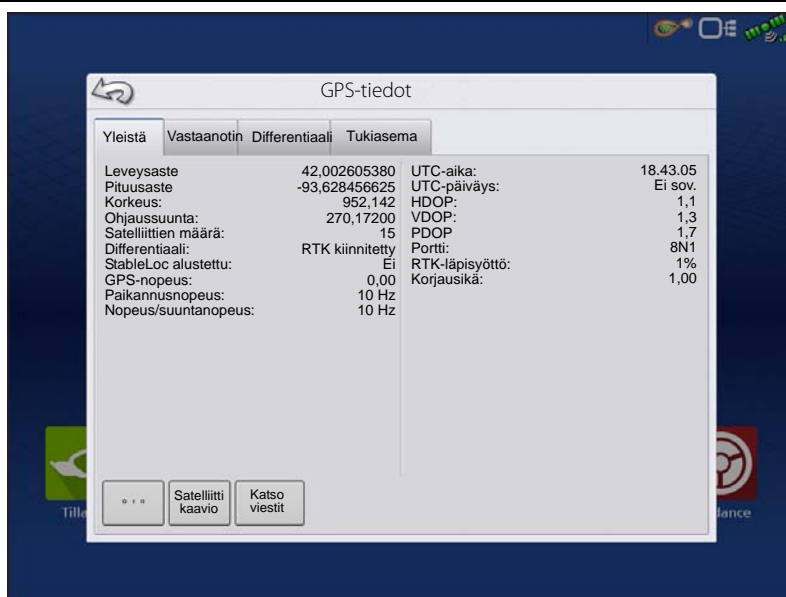 GPS-tiedot
Yleistä Vastaanotin Differentiaali Tukiasema
Leveysaste 42,002605380
Pituusaste -93,628456625
Korkeus: 952,142
Ohjaussuunta: 270,17200
Satelliittien määrä: 15
Differentiaali: RTK kiinnitetty
StableLoc alustettu: Ei
GPS-nopeus: 0,00
Paikannusnopeus: 10 Hz
Nopeus/suuntanopeus: 10 Hz
UTC-aika: 18.43.05
UTC-päiväys: Ei sov.
HDOP: 1,1
VDOP: 1,3
PDOP 1,7
Portti: 8N1
RTK-läpisyöttö: 1%
Korjausikä: 1,00
Satelliitti
kaavio
Katso
viestit
Tilla
dance